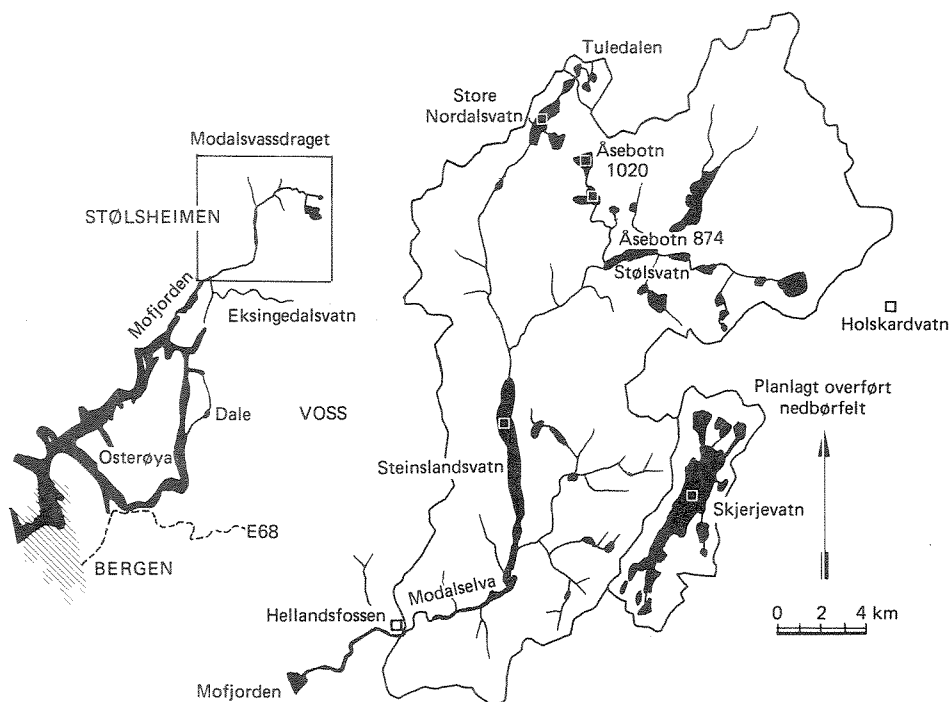 Tuledalen
Store
Nordalsvatn
Modalsvassdraget
Åsebotn
1020
STØLSHEIMEN
Åsebotn 874
Stølsvatn
Mofjorden
Eksingedalsvatn
Holskardvatn
Planlagt overført
nedbørfelt
Dale
VOSS
Osterøya
Steinslandsvatn
Skjerjevatn
E68
BERGEN
Modalselva
Hellandsfossen
0 2 4 km
Mofjorden